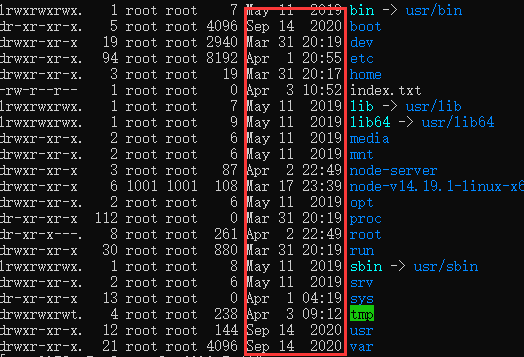 lrwxrwxrwx. 1 root root 7 May 11 2019 bin -> usr/bin
dr-xr-xr-x. 5 root root 4096 Sep 14 2020 boot
drwxr-xr-x 19 root root 2940 Mar 31 20:19 dev
drwxr-xr-x. 94 root root 8192 Apr 1 20:55 etc
drwxr-xr-x. 3 root root 19 Mar 31 20:17 home
-rw-r--r-- 1 root root 0 Apr 3 10:52 index.txt
lrwxrwxrwx. 1 root root 7 May 11 2019 lib -> usr/lib
lrwxrwxrwx. 1 root root 9 May 11 2019 lib64 -> usr/lib64
drwxr-xr-x. 2 root root 6 May 11 2019 media
drwxr-xr-x. 2 root root 6 May 11 2019 mnt
drwxr-xr-x. 3 root root 87 Apr 2 22:49 node-server
drwxr-xr-x 6 1001 1001 108 Mar 17 23:39 node-v14.19.1-linux-x6
drwxr-xr-x. 2 root root 6 May 11 2019 opt
dr-xr-xr-x 112 root root 0 Mar 31 20:19 proc
dr-xr-x---. 8 root root 261 Apr 2 22:49 root
drwxr-xr-x 30 root root 880 Mar 31 20:19 run
lrwxrwxrwx. 1 root root 8 May 11 2019 sbin -> usr/sbin
drwxr-xr-x. 2 root root 6 May 11 2019 srv
dr-xr-xr-x 13 root root 0 Apr 1 04:19 sys
drwxrwxrwt. 4 root root 238 Apr 3 09:12 tmp
drwxr-xr-x. 12 root root 144 Sep 14 2020 usr
drwxr-xr-x. 21 root root 4096 Sep 14 2020 var